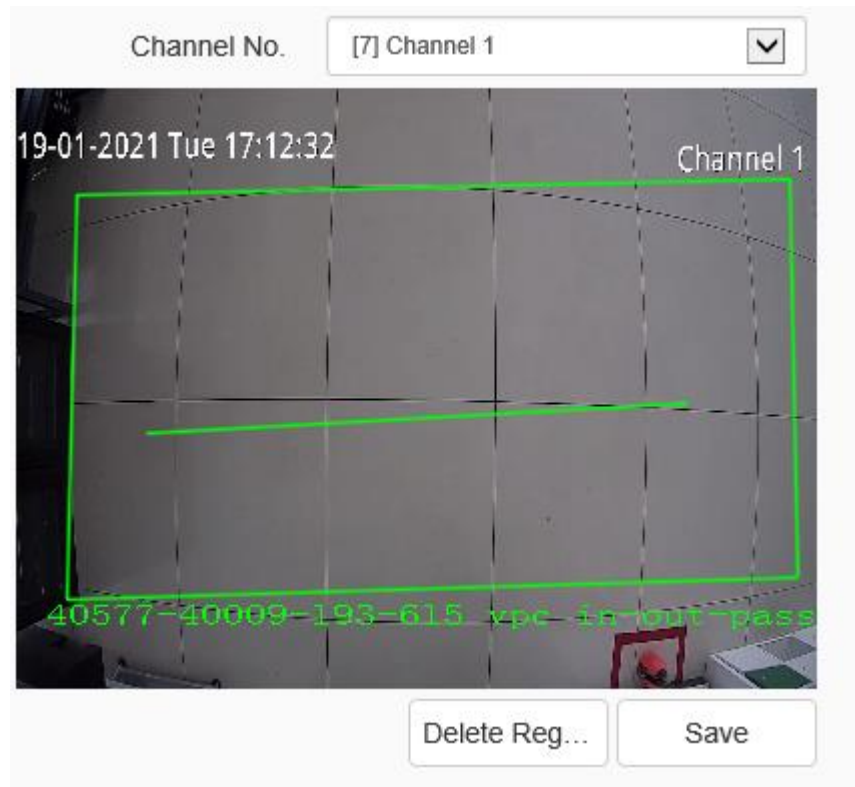 Channel No.
[7] Channel 1
19-01-2021 Tue 17:12:32
Channel 1
40577-40009-193-615 vpc in-out-pass
Delete Reg...
Save